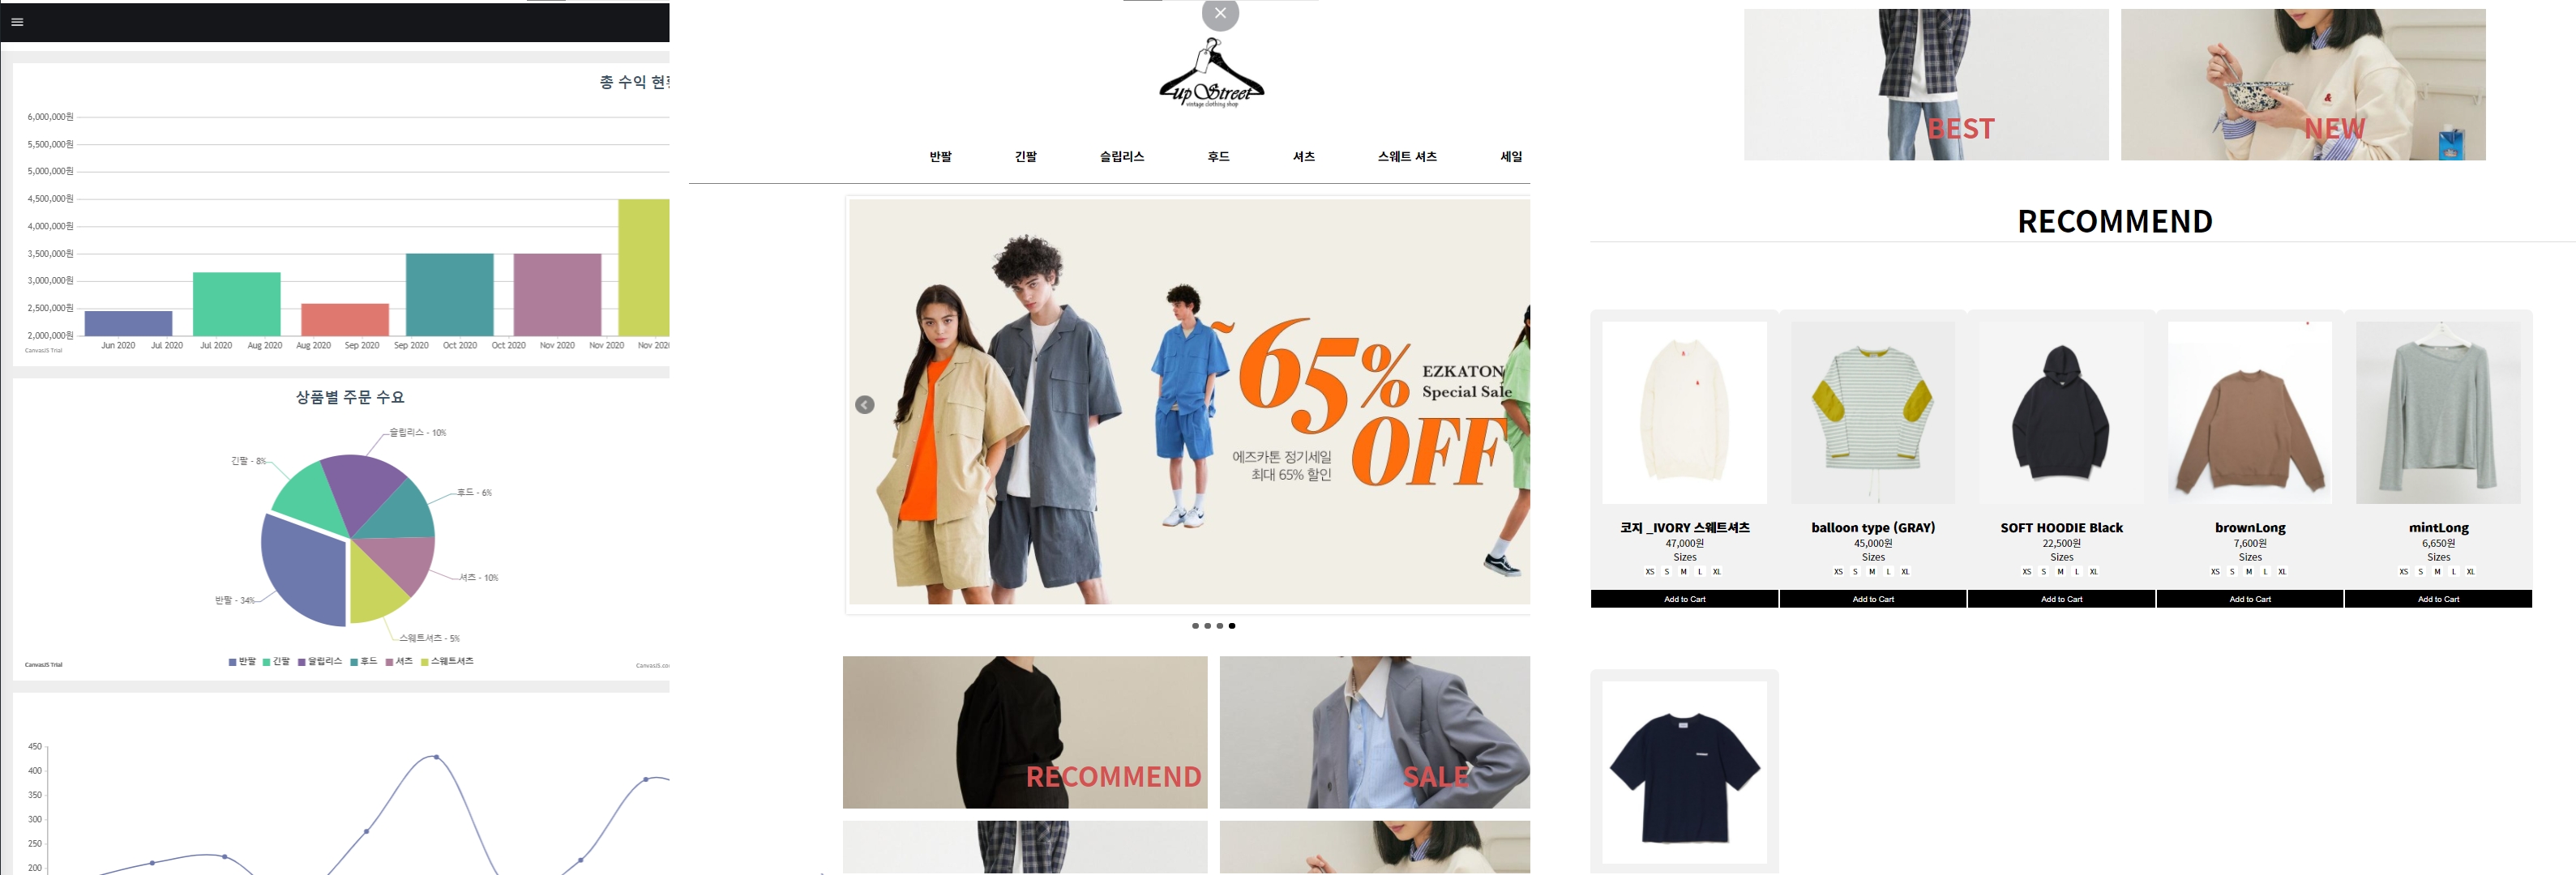 총 수익 현
6,000,000원
5,500,000원
5,000,000원
4,500,000원
4,000,000원
3,500,000원
3,000,000원
2,500,000원
2,000,000원
Jun 2020 Jul 2020 Jul 2020 Aug 2020 Aug 2020 Sep 2020 Sep 2020 Oct 2020 Oct 2020 Nov 2020 Nov 2020 Nov 202
CanvasJS Trial
상품별 주문 수요
슬립리스 - 10%
긴팔 - 8%
후드 - 6%
셔츠 - 10%
반팔 - 34%
스웨트셔츠 - 5%
반팔 긴팔 슬립리스 후드 셔츠 스웨트셔츠
CanvasJS Trial
CanvasJS.co
450
400
350
300
250
200
up Street
vintage clothing shop
반팔 긴팔 슬립리스 후드 셔츠 스웨트 셔츠 세일
~65%
OFF
EZKATON
Special Sale
에즈카톤 정기세일
최대 65% 할인
RECOMMEND
SALE
BEST
NEW
RECOMMEND
코지 _IVORY 스웨트셔츠
47,000원
Sizes
XS S M L XL
Add to Cart
balloon type (GRAY)
45,000원
Sizes
XS S M L XL
Add to Cart
SOFT HOODIE Black
22,500원
Sizes
XS S M L XL
Add to Cart
brownLong
7,600원
Sizes
XS S M L XL
Add to Cart
mintLong
6,650원
Sizes
XS S M L XL
Add to Cart